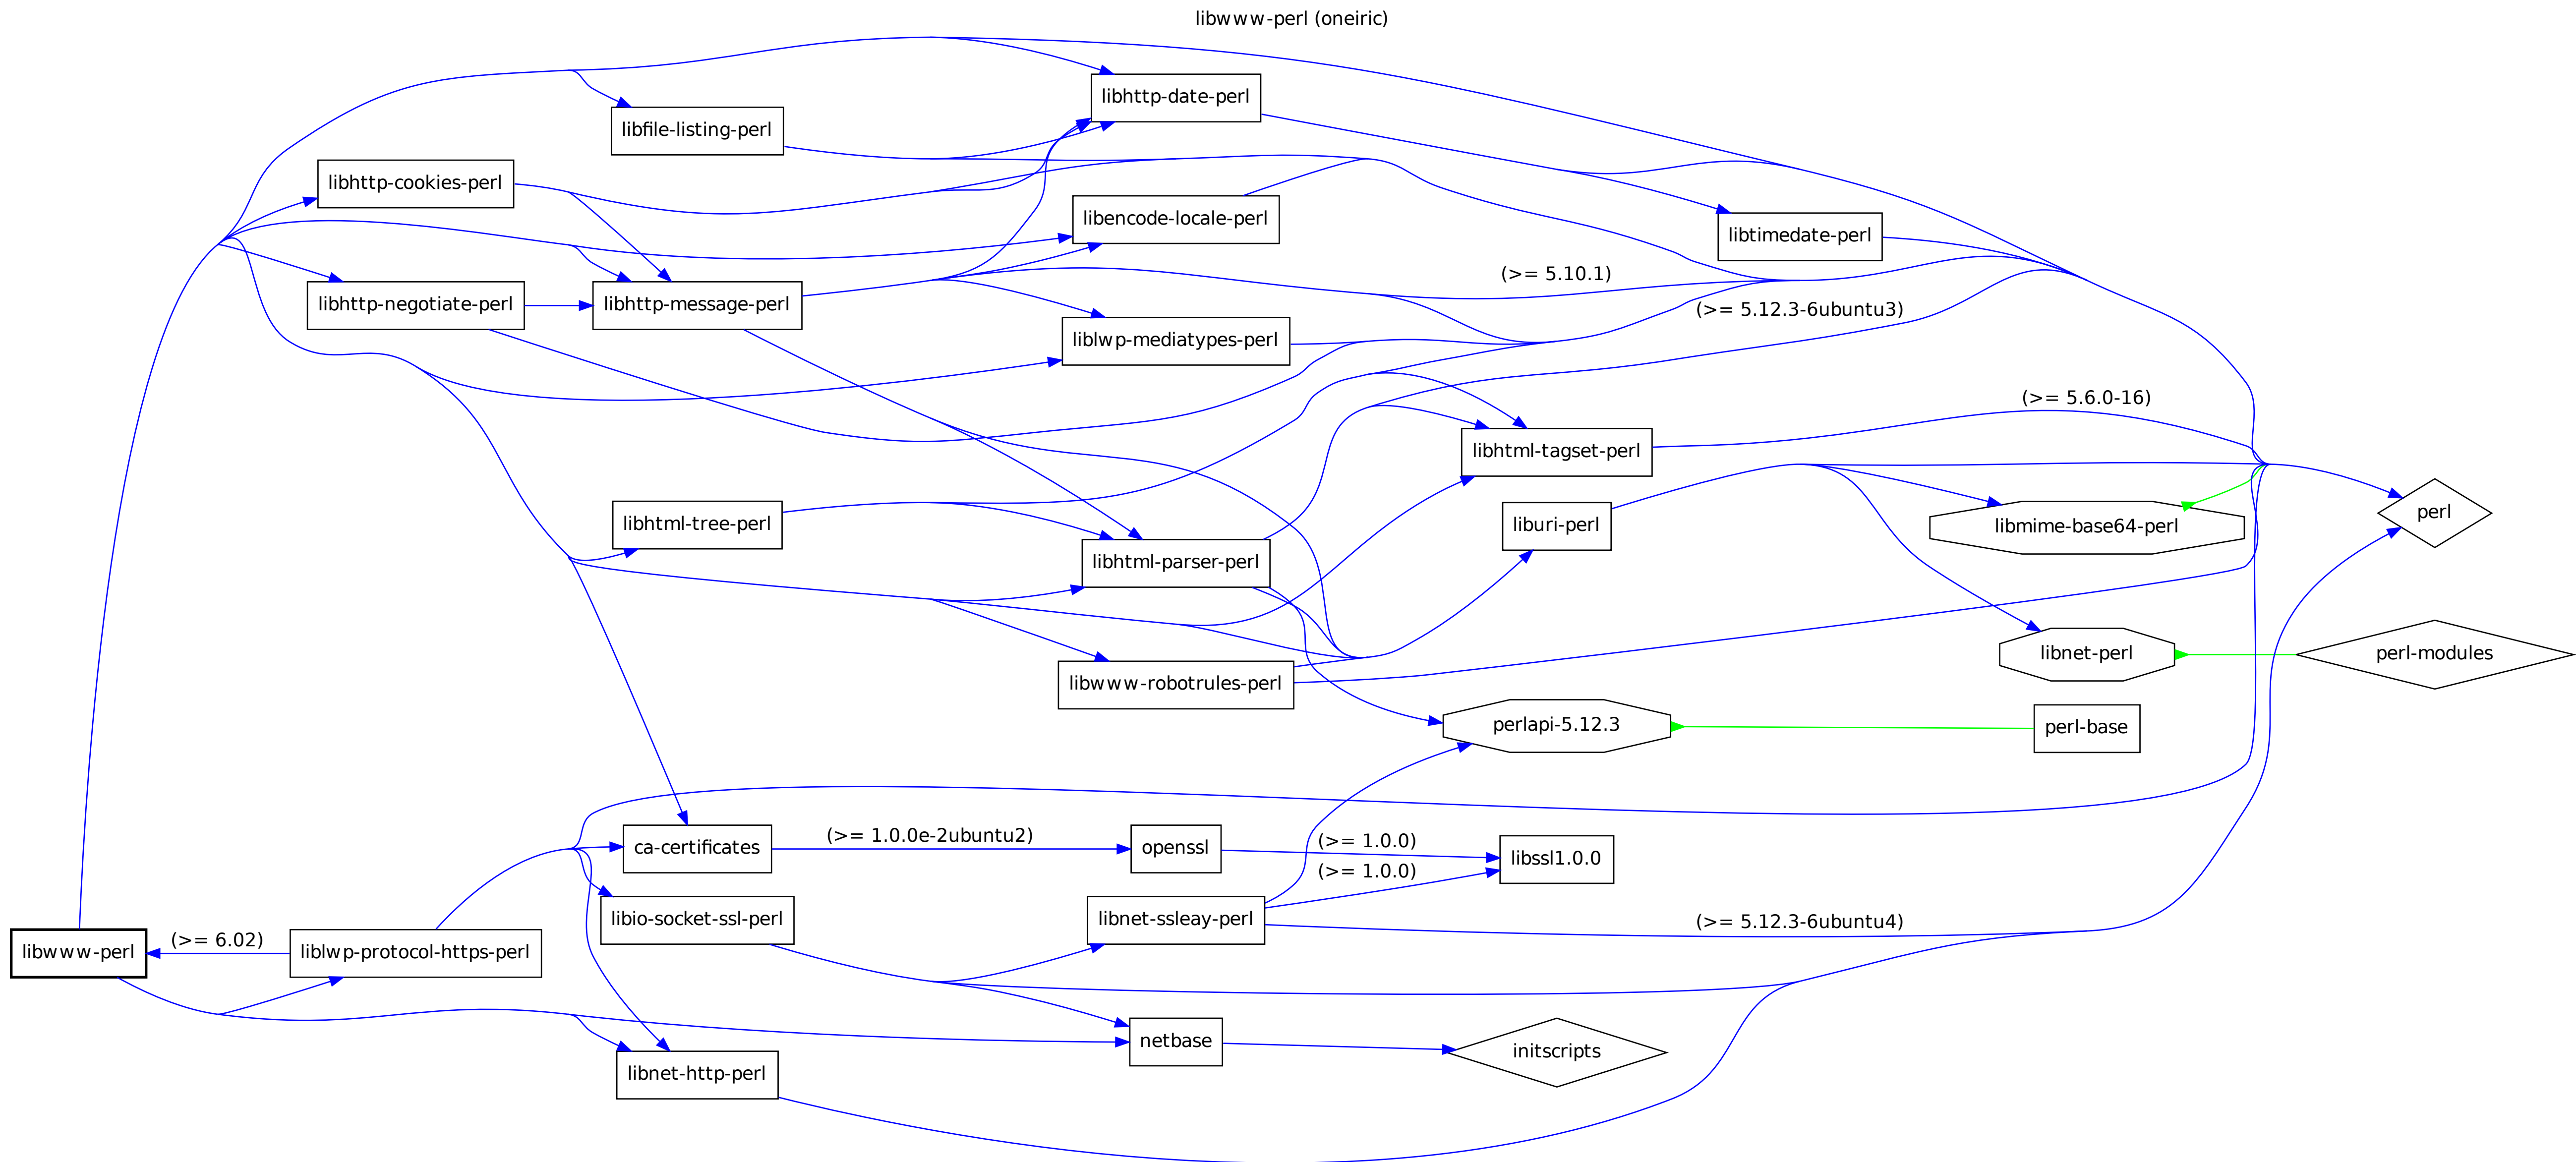 libwww-perl (oneiric)
libhttp-date-perl
libfile-listing-perl
libhttp-cookies-perl
libencode-locale-perl
libtimedate-perl
(>= 5.10.1)
libhttp-negotiate-perl
libhttp-message-perl
(>= 5.12.3-6ubuntu3)
liblwp-mediatypes-perl
(>= 5.6.0-16)
libhtml-tagset-perl
libhtml-tree-perl
liburi-perl
libmime-base64-perl
perl
libhtml-parser-perl
libnet-perl
perl-modules
libwww-robotrules-perl
perlapi-5.12.3
perl-base
ca-certificates
(>= 1.0.0e-2ubuntu2)
openssl
(>= 1.0.0)
libssl1.0.0
(>= 1.0.0)
libio-socket-ssl-perl
libnet-ssleay-perl
(>= 5.12.3-6ubuntu4)
libwww-perl
(>= 6.02)
liblwp-protocol-https-perl
netbase
initscripts
libnet-http-perl